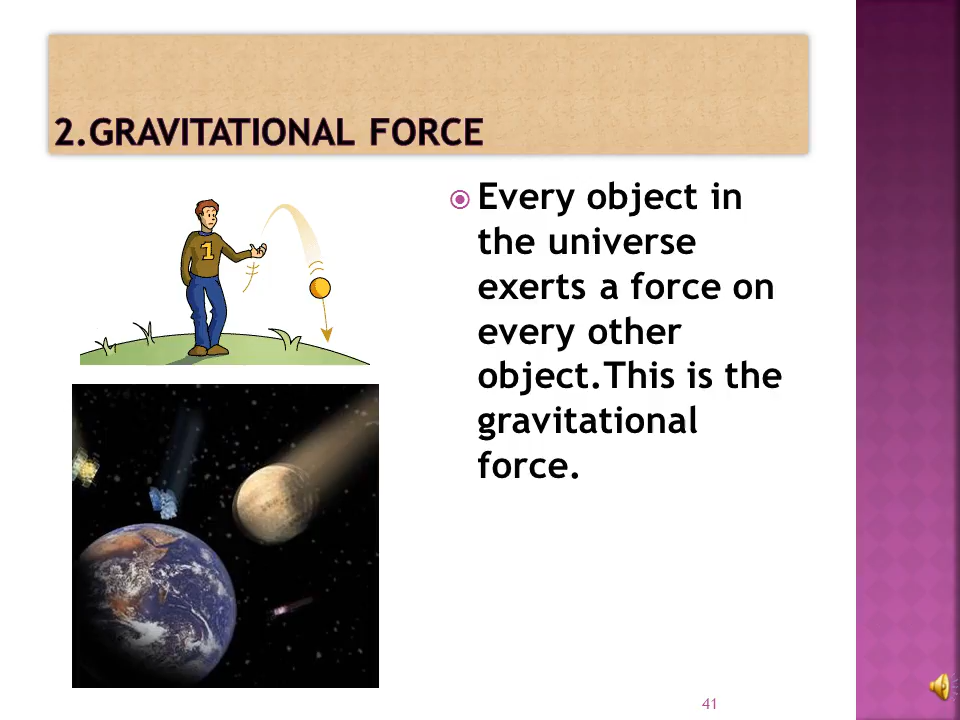 2.GRAVITATIONAL FORCE
1
Every object in
the universe
exerts a force on
every other
object.This is the
gravitational
force.
41